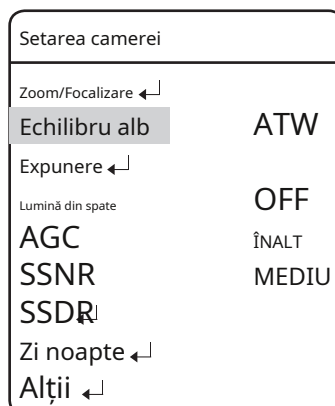 Setarea camerei
Zoom/Focalizare
Echilibru alb ATW
Expunere
Lumină din spate OFF
AGC ÎNALT
SSNR MEDIU
SSDR
Zi noapte
Alții